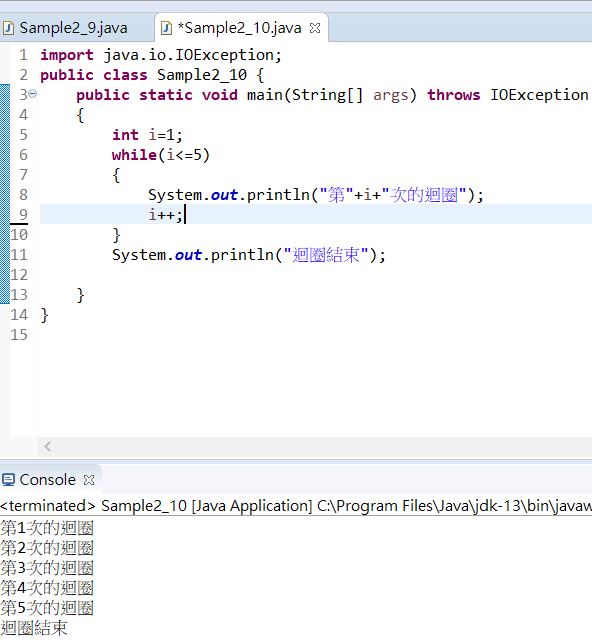 Sample2_9.java *Sample2_10.java
1 import java.io.IOException;
2 public class Sample2_10 {
3 public static void main(String[] args) throws IOException
4 {
5 int i=1;
6 while(i<=5)
7 {
8 System.out.println("第"+i+"次的迴圈");
9 i++;
10 }
11 System.out.println("迴圈結束");
12
13 }
14 }
15
Console
<terminated> Sample2_10 [Java Application] C:\Program Files\Java\jdk-13\bin\javaw
第1次的迴圈
第2次的迴圈
第3次的迴圈
第4次的迴圈
第5次的迴圈
迴圈結束